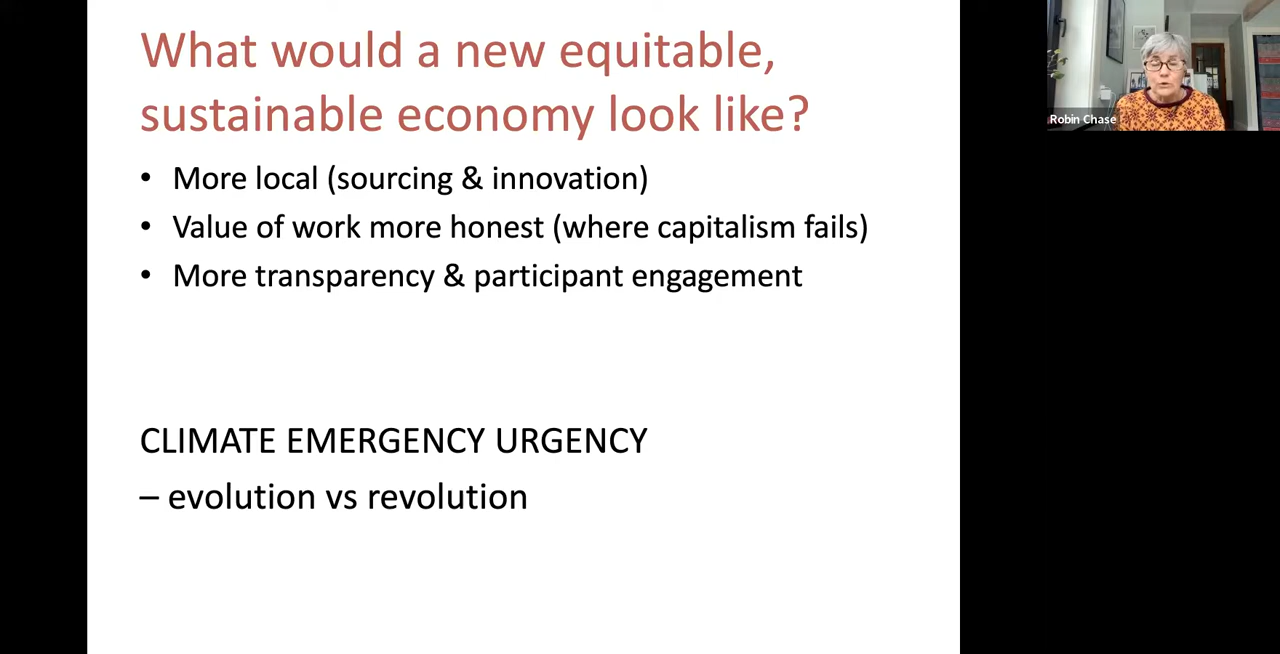 What would a new equitable,
sustainable economy look like?
• More local (sourcing & innovation)
• Value of work more honest (where capitalism fails)
• More transparency & participant engagement
CLIMATE EMERGENCY URGENCY
– evolution vs revolution
Robin Chase